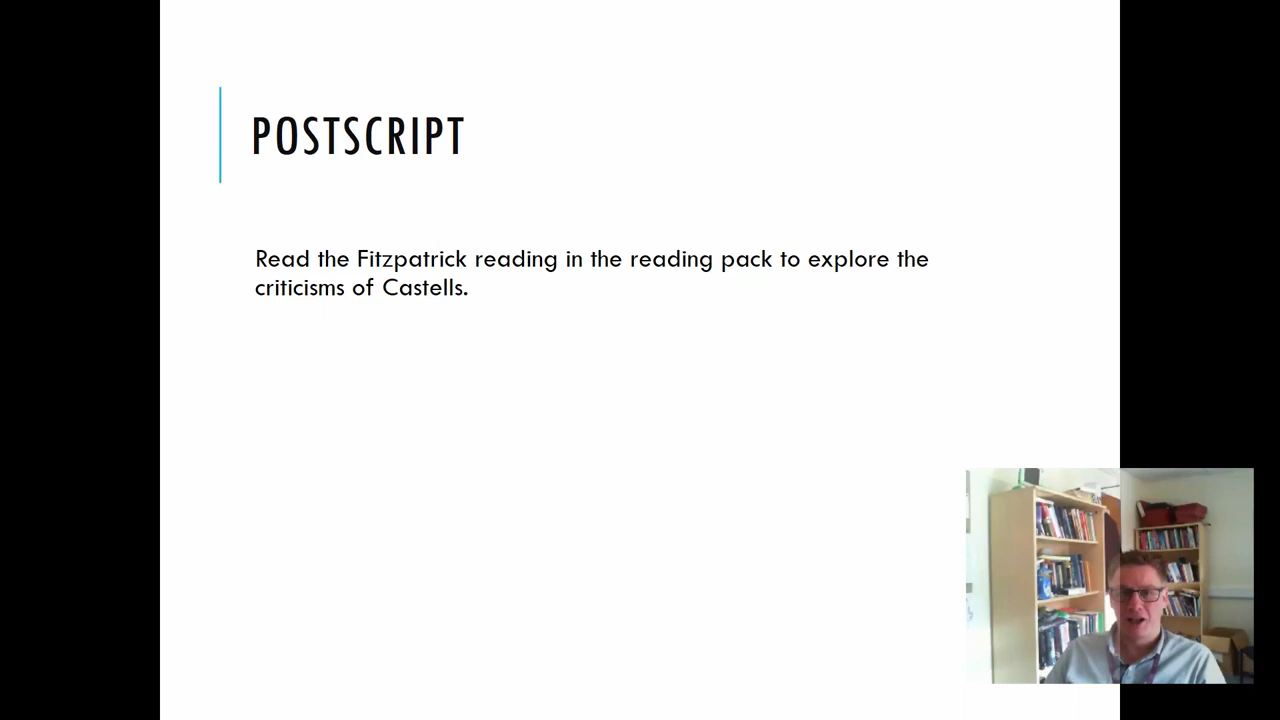 POSTSCRIPT
Read the Fitzpatrick reading in the reading pack to explore the
criticisms of Castells.